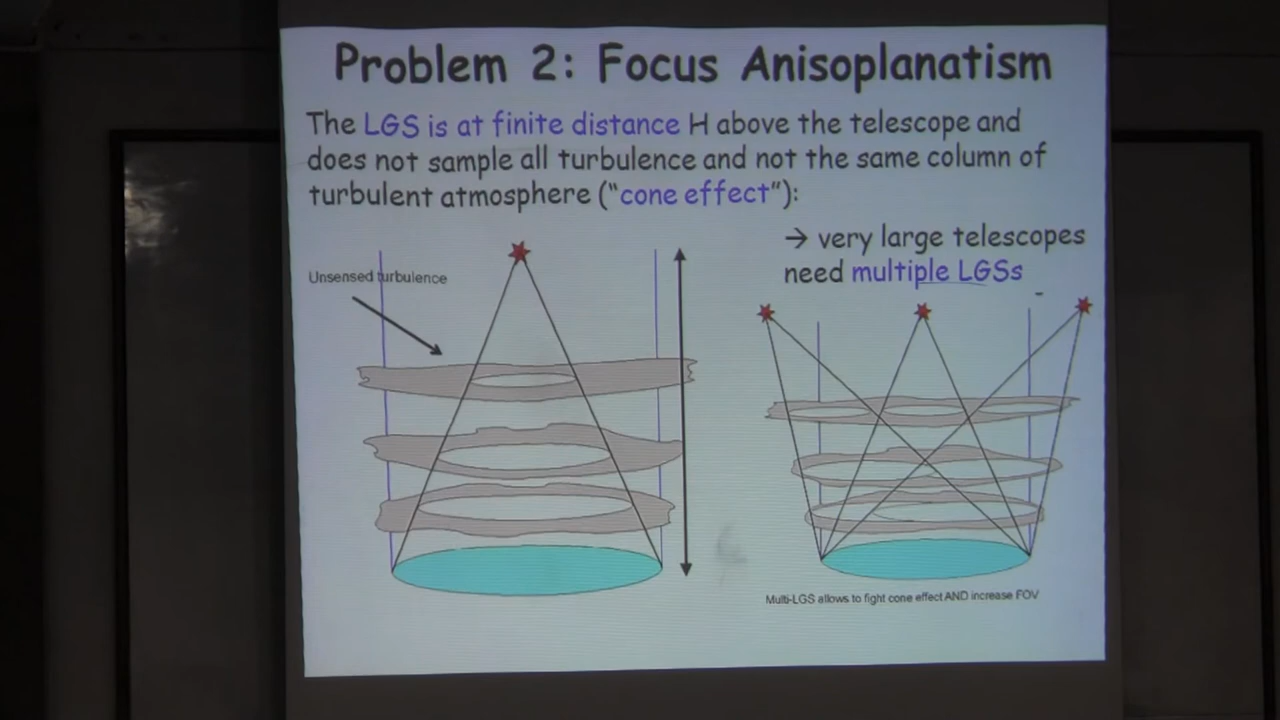 Problem 2: Focus Anisoplanatism
The LGS is at finite distance H above the telescope and
does not sample all turbulence and not the same column of
turbulent atmosphere ("cone effect"):
→ very large telescopes
need multiple LGSs
Unsensed turbulence
Multi-LGS allows to fight cone effect AND increase FOV